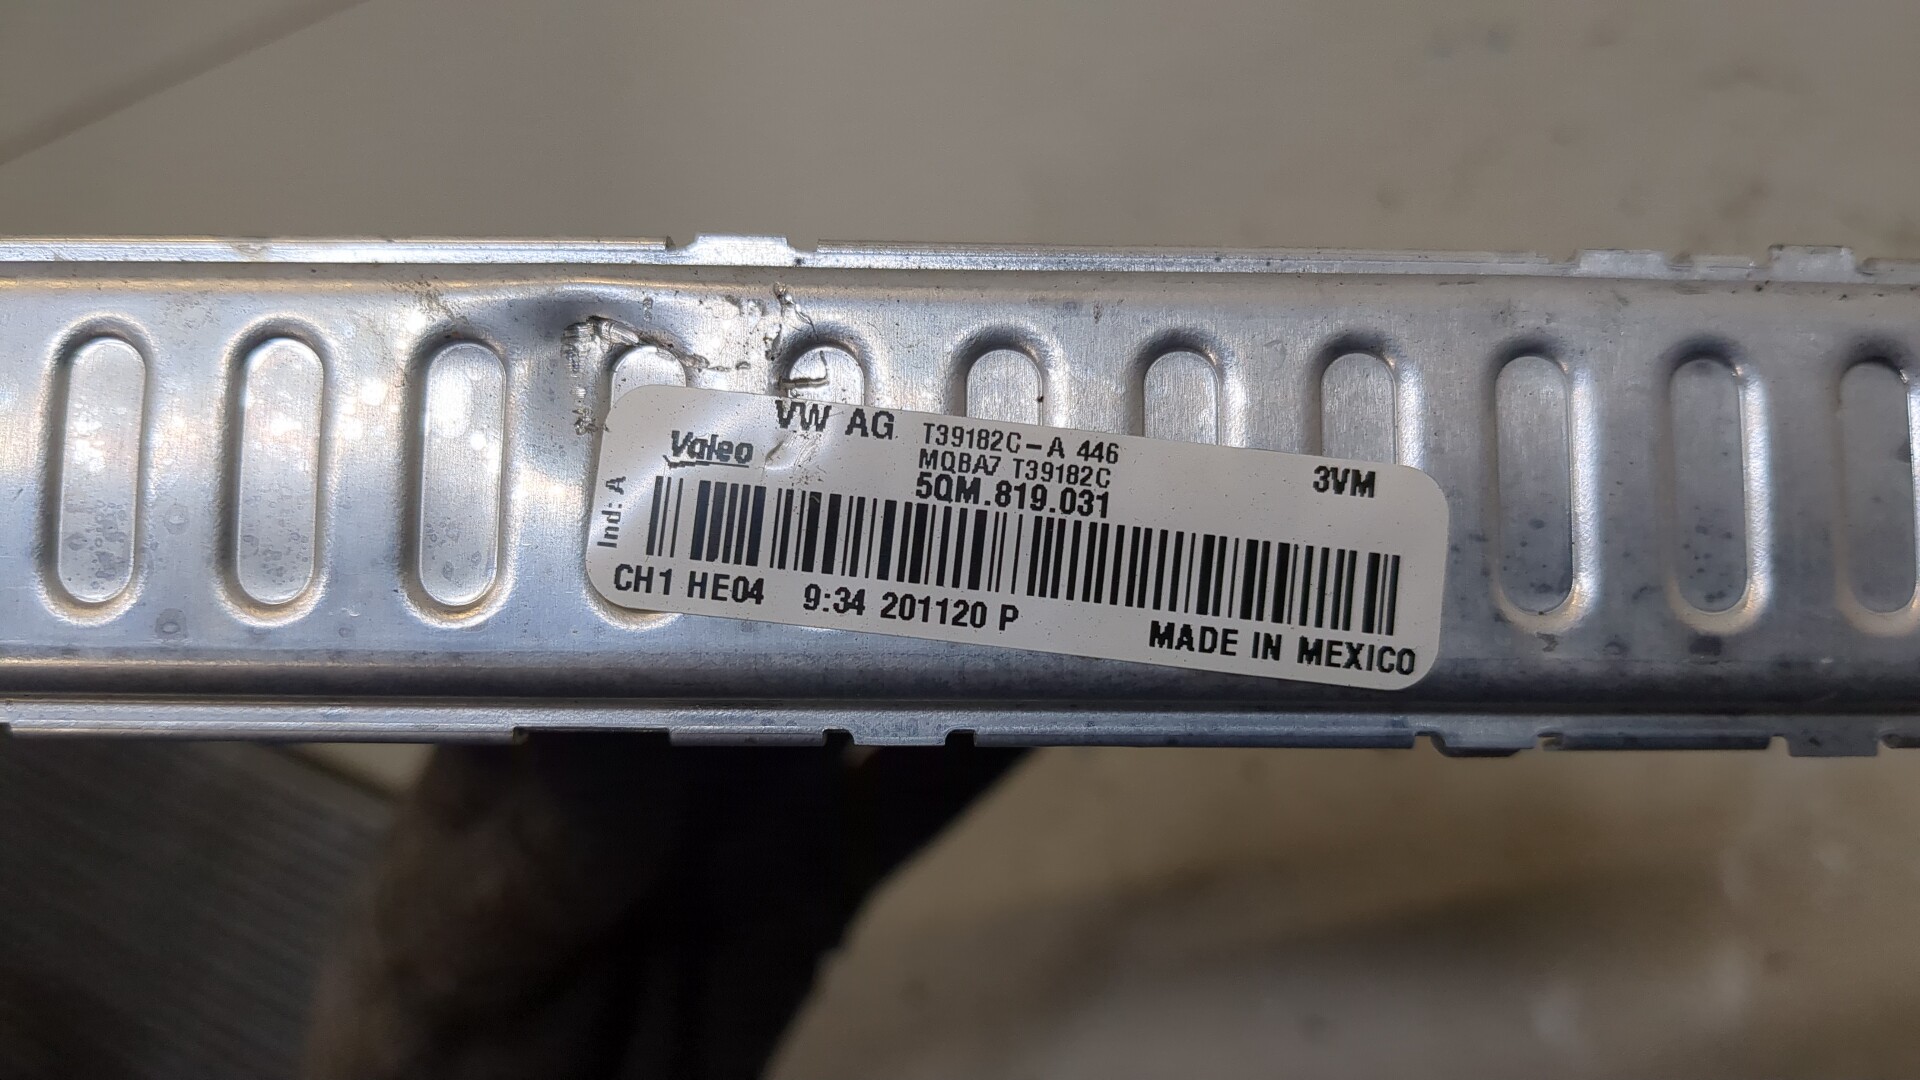 VW AG T39182C-A 446
Valeo MQBA7 T39182C 3VM
5QM.819.031
Ind: A
CH1 HE04 9:34 201120 P
MADE IN MEXICO